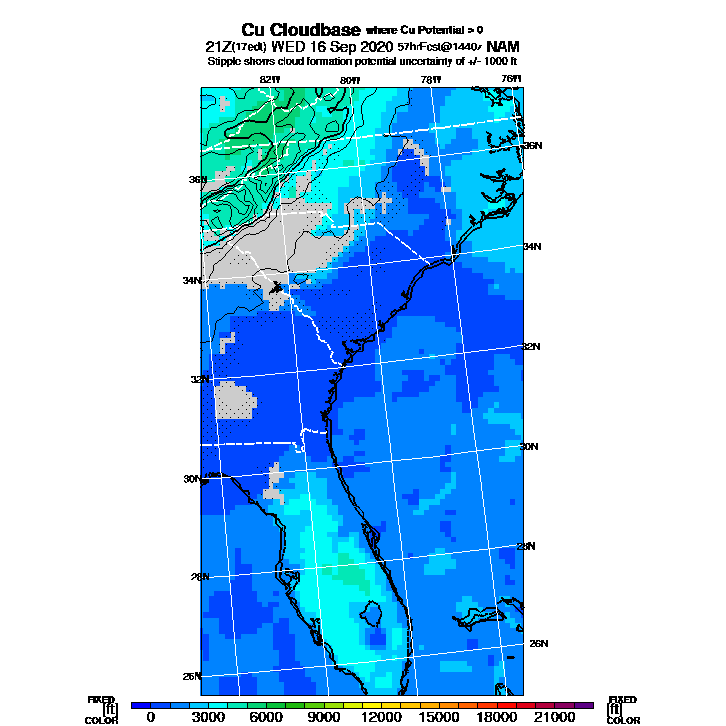 Cu Cloudbase where Cu Potential > 0
21Z(17edt) WED 16 Sep 2020 57hrFcst@1440z NAM
Stipple shows cloud formation potential uncertainty of +/- 1000 ft
82W 80W 78W 76W
36N
36N
34N
34N
32N
32N
30N
30N
28N
28N
26N
26N
FIXED FIXED
[ft] [ft]
COLOR COLOR
0 3000 6000 9000 12000 15000 18000 21000